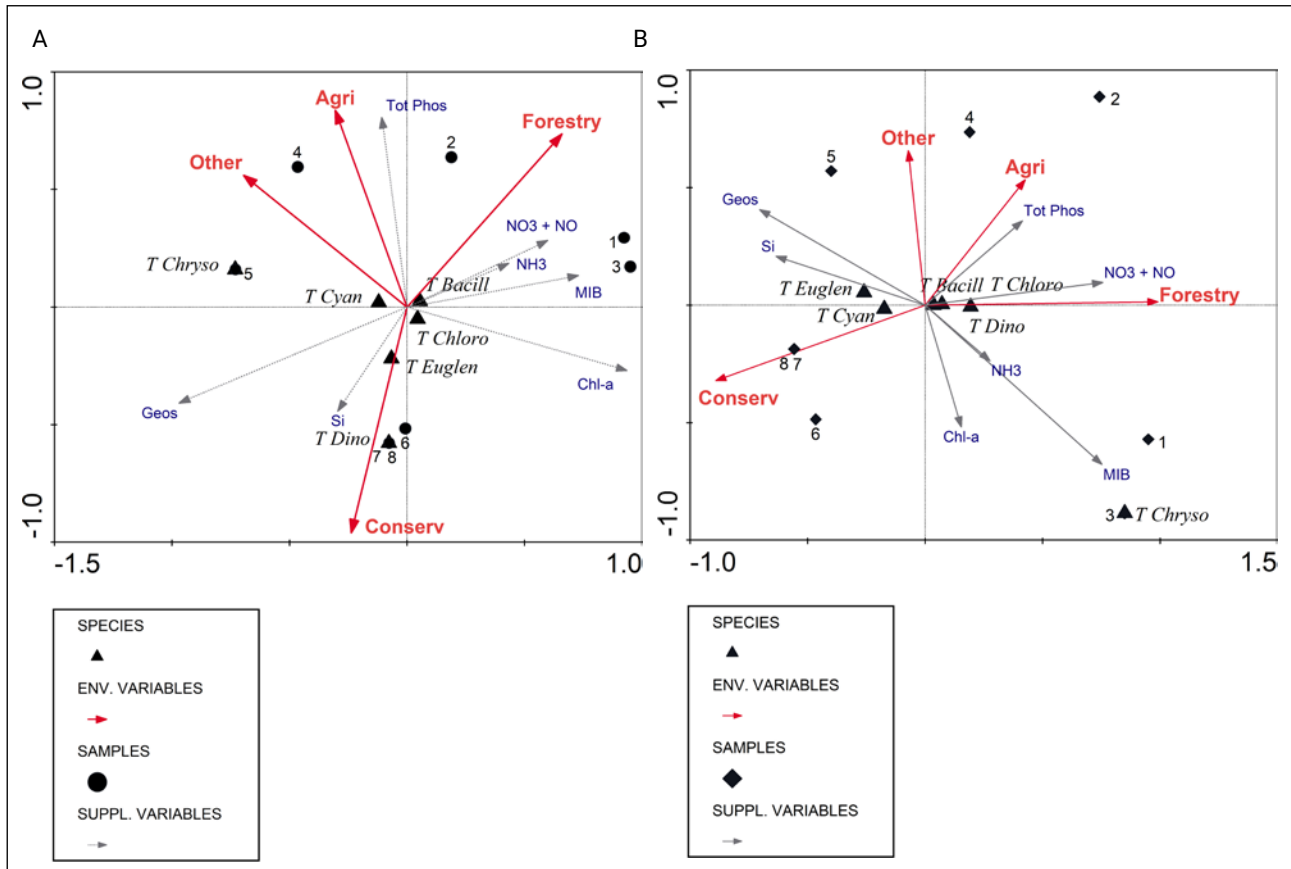 A
1.0
-1.0
-1.5
1.0
Agri
Tot Phos
Forestry
2
4
Other
NO3 + NO
1
NH3
3
T Chryso
5
MIB
T Cyan
T Bacill
T Chloro
T Euglen
Chl-a
Geos
Si
T Dino
6
7
8
Conserv
SPECIES
ENV. VARIABLES
SAMPLES
SUPPL. VARIABLES
B
1.0
-1.0
-1.0
1.5
2
4
Other
5
Agri
Geos
Tot Phos
Si
NO3 + NO
T Euglen
T Bacill
T Chloro
Forestry
T Cyan
T Dino
8 7
NH3
Conserv
6
Chl-a
1
MIB
3
T Chryso
SPECIES
ENV. VARIABLES
SAMPLES
SUPPL. VARIABLES